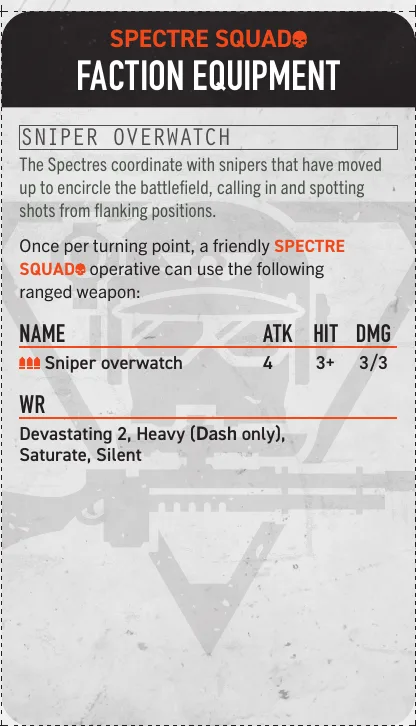 SPECTRE SQUAD
FACTION EQUIPMENT
SNIPER OVERWATCH
The Spectres coordinate with snipers that have moved
up to encircle the battlefield, calling in and spotting
shots from flanking positions.
Once per turning point, a friendly SPECTRE
SQUAD operative can use the following
ranged weapon:
NAME ATK HIT DMG
Sniper overwatch 4 3+ 3/3
WR
Devastating 2, Heavy (Dash only),
Saturate, Silent